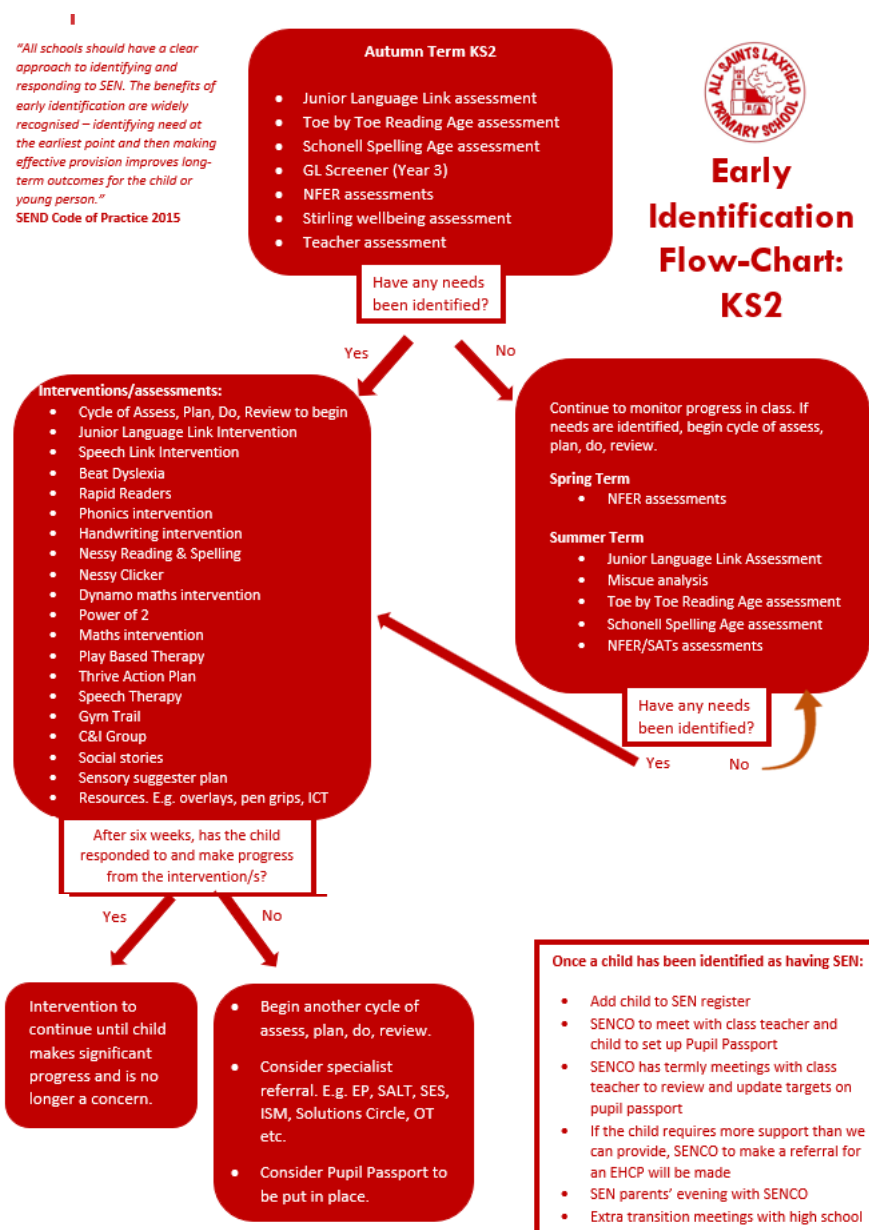 "All schools should have a clear
approach to identifying and
responding to SEN. The benefits of
early identification are widely
recognised – identifying need at
the earliest point and then making
effective provision improves long-
term outcomes for the child or
young person."
SEND Code of Practice 2015
Autumn Term KS2
• Junior Language Link assessment
• Toe by Toe Reading Age assessment
• Schonell Spelling Age assessment
• GL Screener (Year 3)
• NFER assessments
• Stirling wellbeing assessment
• Teacher assessment
ALL SAINTS LAXFIELD
PRIMARY SCHOOL
Early
Identification
Flow-Chart:
KS2
Have any needs
been identified?
Yes
No
Interventions/assessments:
• Cycle of Assess, Plan, Do, Review to begin
• Junior Language Link Intervention
• Speech Link Intervention
• Beat Dyslexia
• Rapid Readers
• Phonics intervention
• Handwriting intervention
• Nessy Reading & Spelling
• Nessy Clicker
• Dynamo maths intervention
• Power of 2
• Maths intervention
• Play Based Therapy
• Thrive Action Plan
• Speech Therapy
• Gym Trail
• C&I Group
• Social stories
• Sensory suggester plan
• Resources. E.g. overlays, pen grips, ICT
Continue to monitor progress in class. If
needs are identified, begin cycle of assess,
plan, do, review.
Spring Term
• NFER assessments
Summer Term
• Junior Language Link Assessment
• Miscue analysis
• Toe by Toe Reading Age assessment
• Schonell Spelling Age assessment
• NFER/SATs assessments
Have any needs
been identified?
Yes
No
After six weeks, has the child
responded to and make progress
from the intervention/s?
Yes
No
Intervention to
continue until child
makes significant
progress and is no
longer a concern.
• Begin another cycle of
assess, plan, do, review.
• Consider specialist
referral. E.g. EP, SALT, SES,
ISM, Solutions Circle, OT
etc.
• Consider Pupil Passport to
be put in place.
Once a child has been identified as having SEN:
• Add child to SEN register
• SENCO to meet with class teacher and
child to set up Pupil Passport
• SENCO has termly meetings with class
teacher to review and update targets on
pupil passport
• If the child requires more support than we
can provide, SENCO to make a referral for
an EHCP will be made
• SEN parents' evening with SENCO
• Extra transition meetings with high school